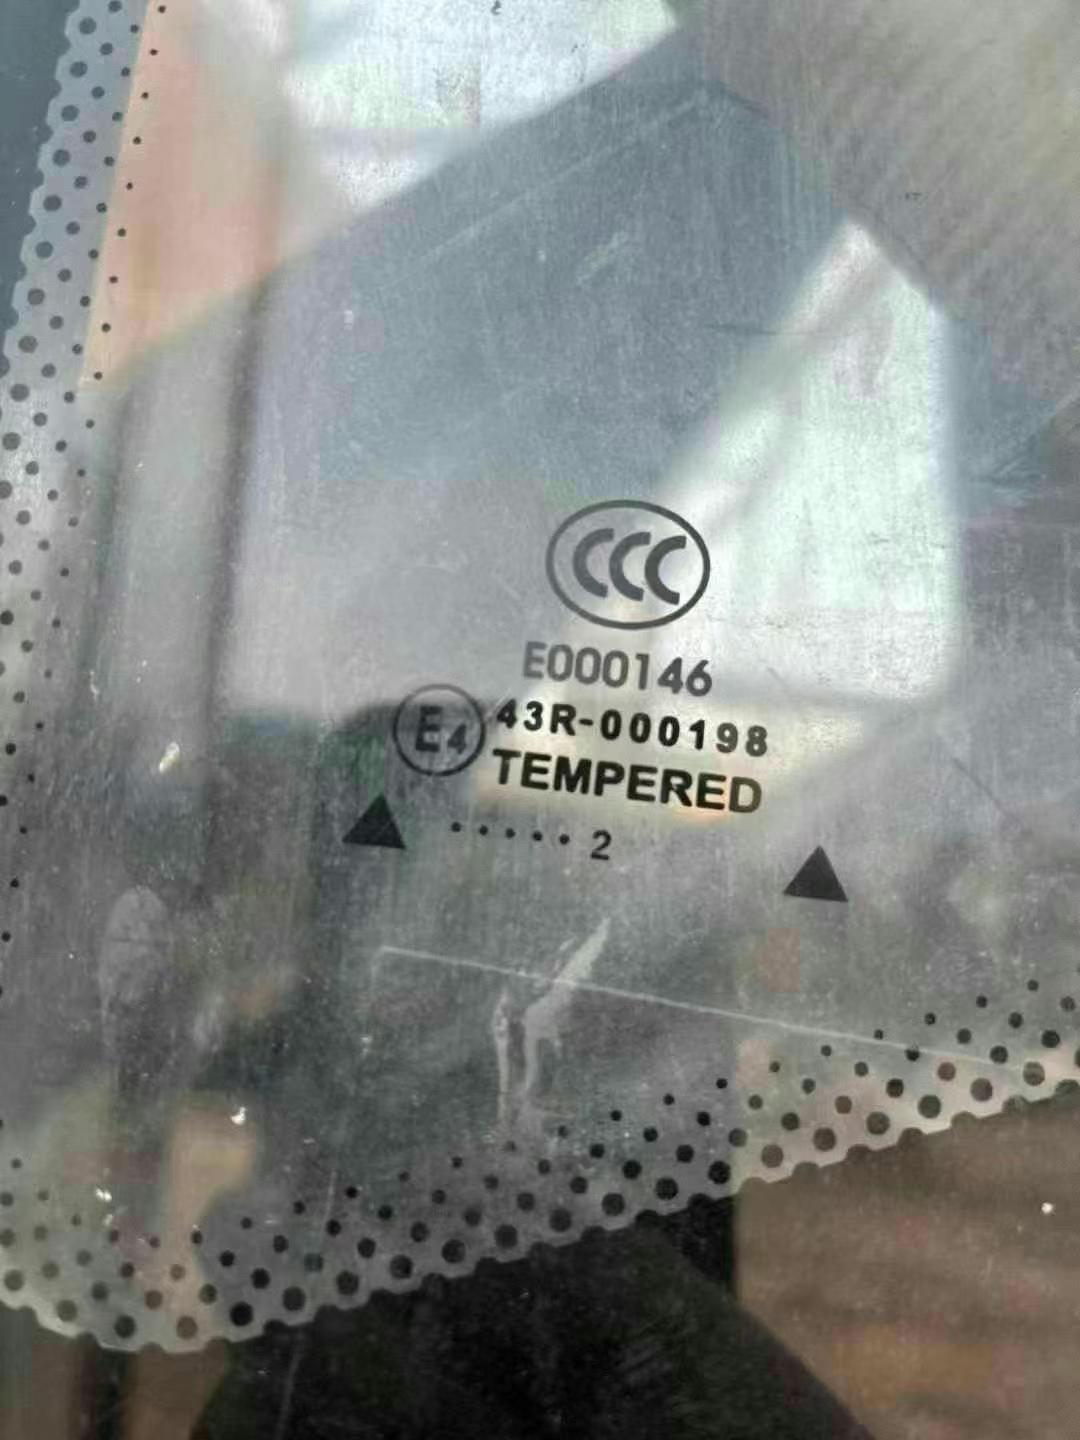 CCC
E000146
E4 43R-000198
TEMPERED
▲ ..... 2 ▲